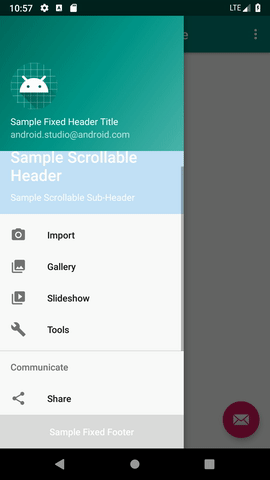 10:57
LTE
e
Sample Fixed Header Title
android.studio@android.com
Sample Scrollable
Header
Sample Scrollable Sub-Header
Import
Gallery
Slideshow
Tools
Communicate
Share
Sample Fixed Footer